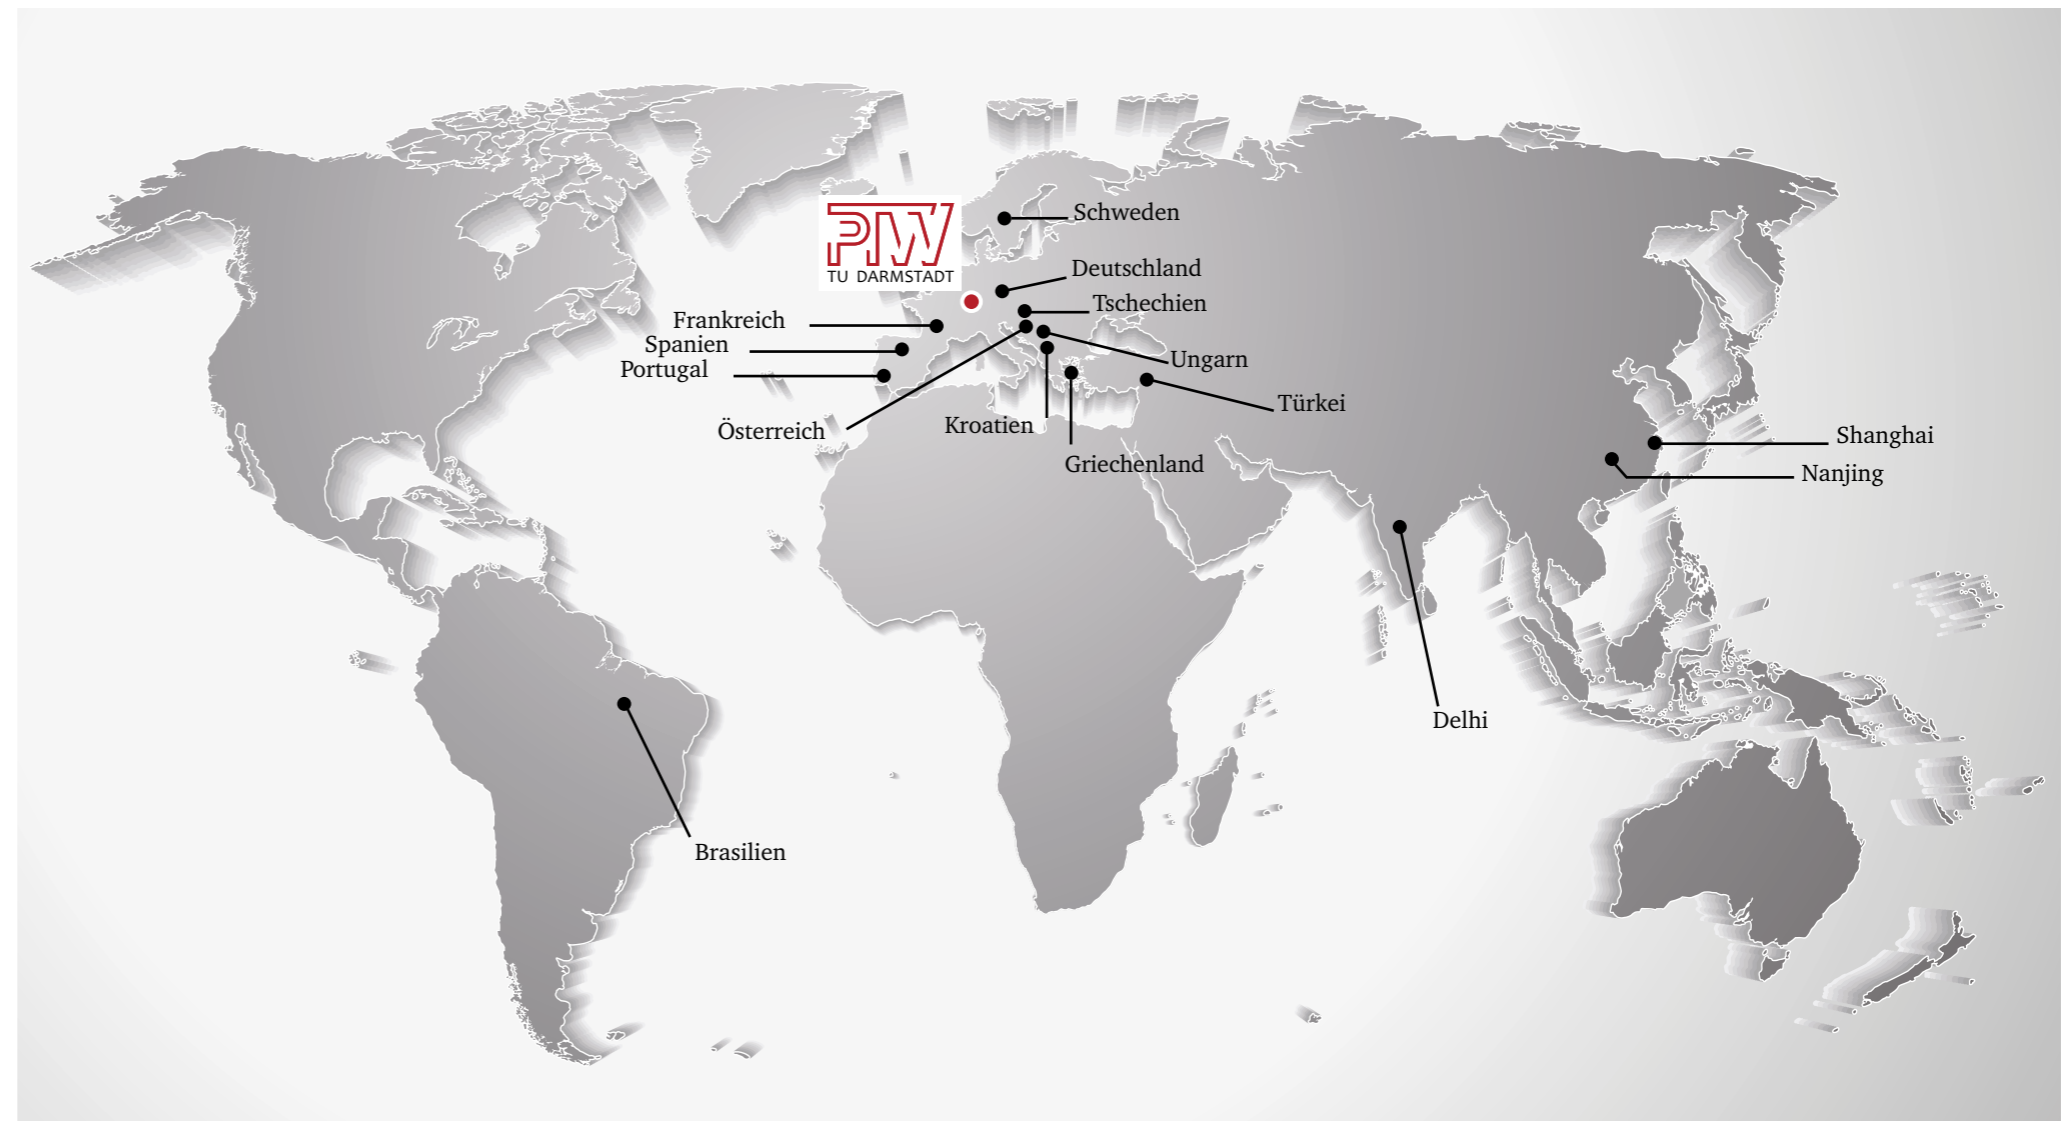 Schweden
PTW
TU DARMSTADT
Deutschland
Tschechien
Frankreich
Spanien
Portugal
Ungarn
Türkei
Österreich
Kroatien
Griechenland
Shanghai
Nanjing
Delhi
Brasilien